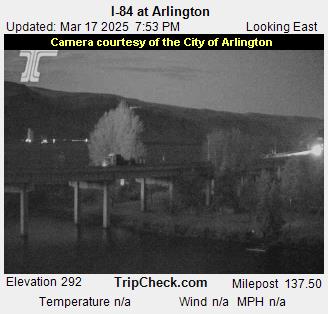 I-84 at Arlington
Updated: Mar 17 2025 7:53 PM Looking East
Camera courtesy of the City of Arlington
Elevation 292 TripCheck.com Milepost 137.50
Temperature n/a Wind n/a MPH n/a